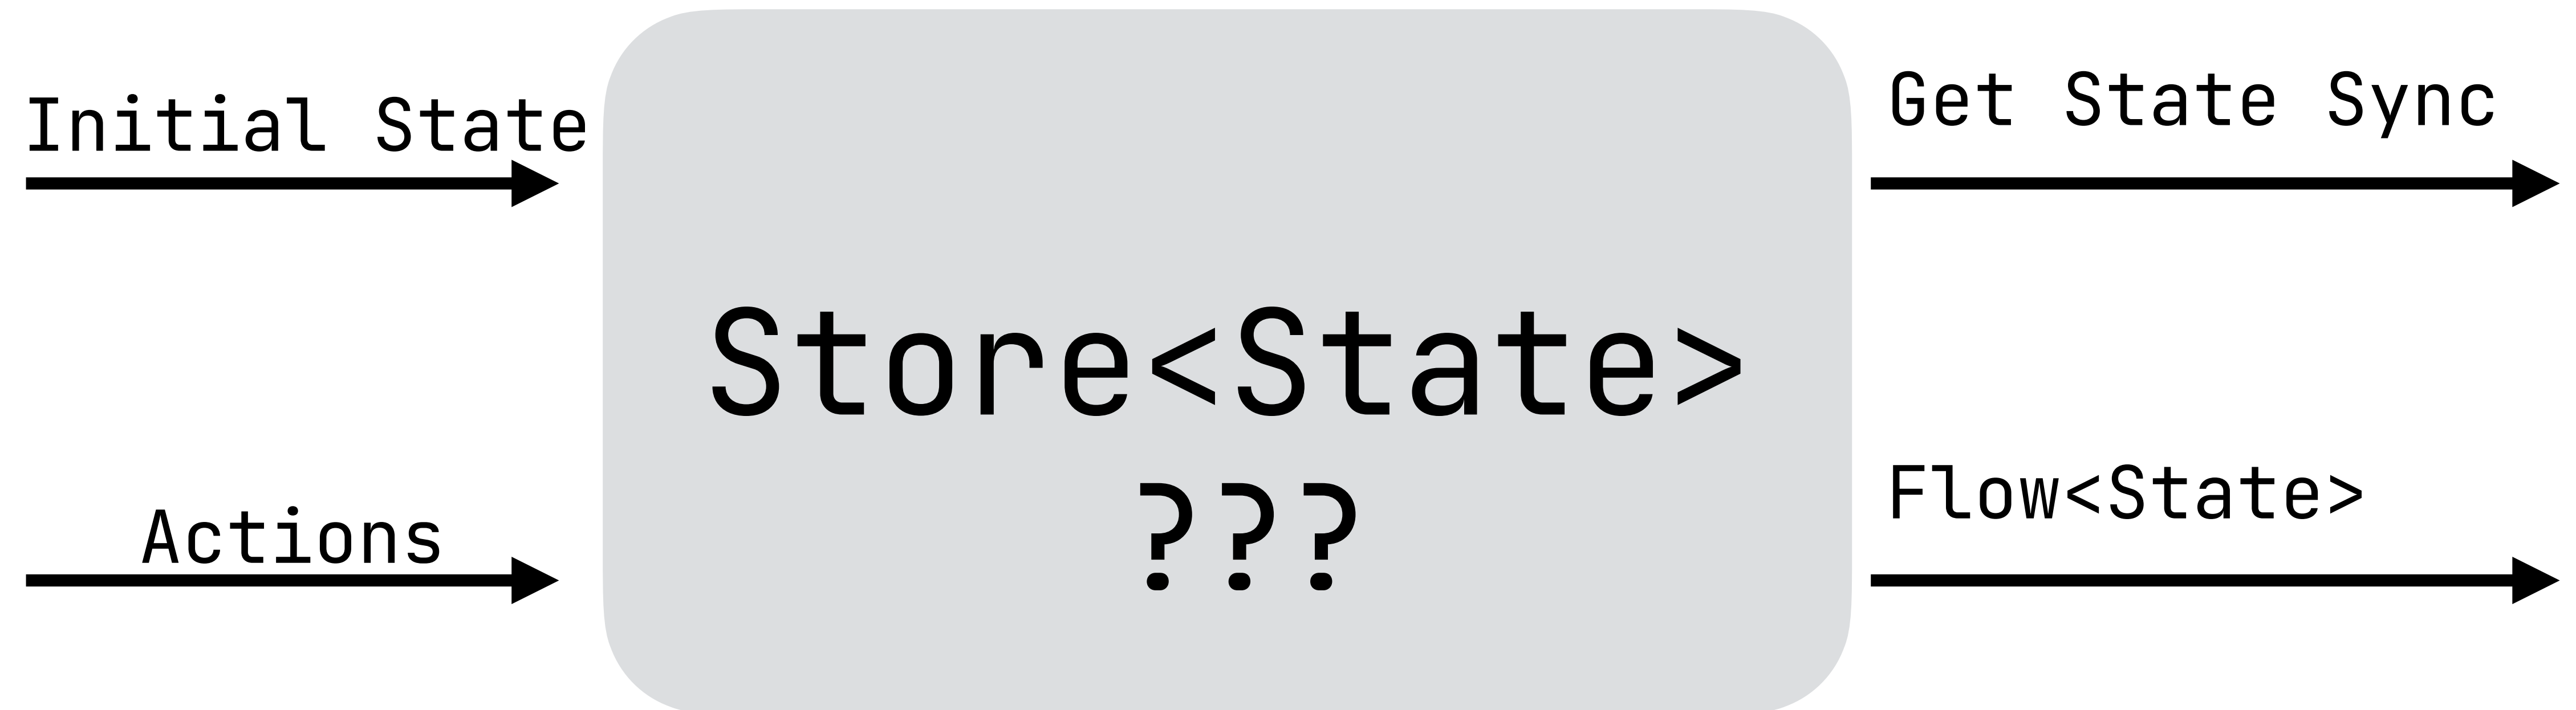 Initial State
Actions
Store<State>
???
Get State Sync
Flow<State>